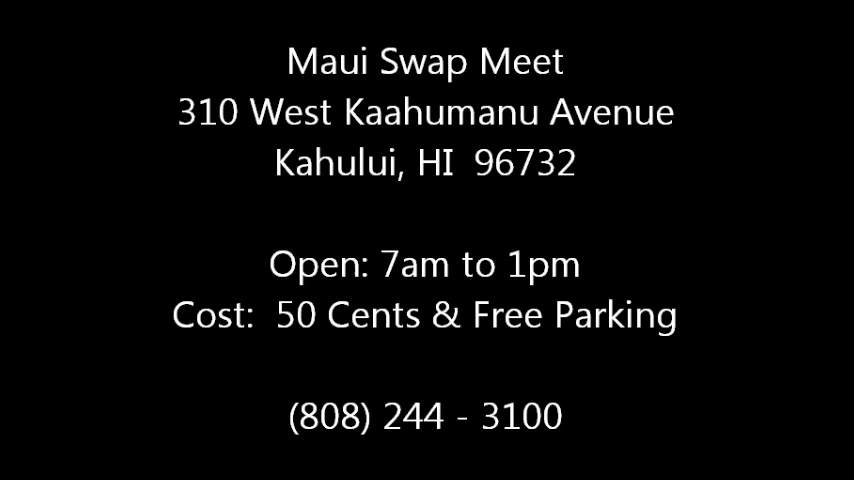 Maui Swap Meet
310 West Kaahumanu Avenue
Kahului, HI  96732
Open: 7am to 1pm
Cost:  50 Cents & Free Parking
(808) 244 - 3100